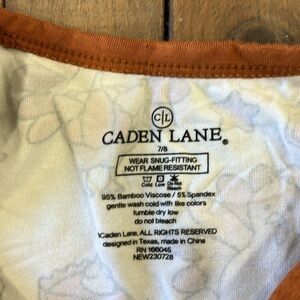 C|L
CADEN LANE®
7/8
WEAR SNUG-FITTING
NOT FLAME RESISTANT
Cold Low Do Not
Bleach
95% Bamboo Viscose / 5% Spandex
gentle wash cold with like colors
tumble dry low
do not bleach
©Caden Lane, ALL RIGHTS RESERVED
designed in Texas, made in China
RN 166045
NEW230728